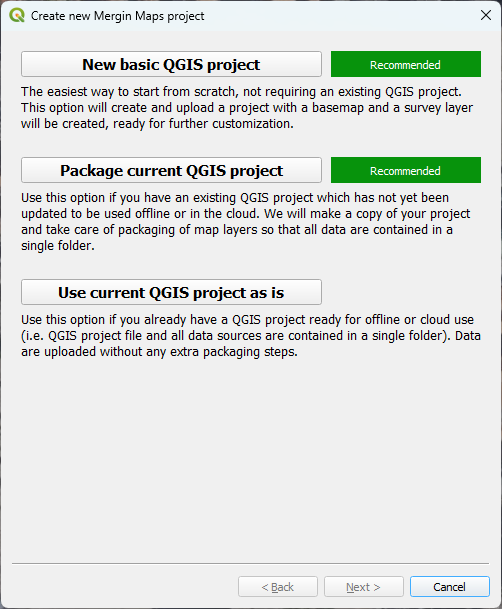 Create new Mergin Maps project
New basic QGIS project
Recommended
The easiest way to start from scratch, not requiring an existing QGIS project.
This option will create and upload a project with a basemap and a survey layer
will be created, ready for further customization.
Package current QGIS project
Recommended
Use this option if you have an existing QGIS project which has not yet been
updated to be used offline or in the cloud. We will make a copy of your project
and take care of packaging of map layers so that all data are contained in a
single folder.
Use current QGIS project as is
Use this option if you already have a QGIS project ready for offline or cloud use
(i.e. QGIS project file and all data sources are contained in a single folder). Data
are uploaded without any extra packaging steps.
< Back
Next >
Cancel